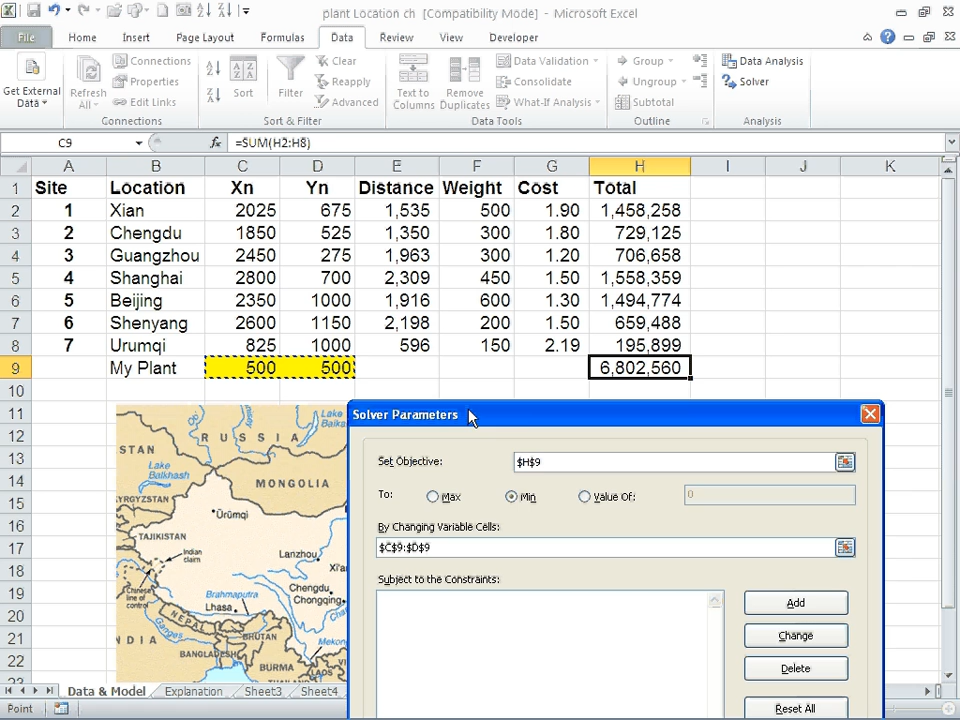 plant Location ch [Compatibility Mode] - Microsoft Excel
File Home Insert Page Layout Formulas Data Review View Developer
Get External Data
Refresh All
Connections
Properties
Edit Links
Connections
Sort
Filter
Clear
Reapply
Advanced
Sort & Filter
Text to Columns
Remove Duplicates
Data Validation
Consolidate
What-If Analysis
Data Tools
Group
Ungroup
Subtotal
Outline
Data Analysis
Solver
Analysis
C9 fx =SUM(H2:H8)
A B C D E F G H I J K
1 Site Location Xn Yn Distance Weight Cost Total
2 1 Xian 2025 675 1,535 500 1.90 1,458,258
3 2 Chengdu 1850 525 1,350 300 1.80 729,125
4 3 Guangzhou 2450 275 1,963 300 1.20 706,658
5 4 Shanghai 2800 700 2,309 450 1.50 1,558,359
6 5 Beijing 2350 1000 1,916 600 1.30 1,494,774
7 6 Shenyang 2600 1150 2,198 200 1.50 659,488
8 7 Urumqi 825 1000 596 150 2.19 195,899
9 My Plant 500 500 6,802,560
10
11
12
13
14
15
16
17
18
19
20
21
22
23
Lake
RUSSIA
STAN
Lake Balkhash
MONGOLIA
KYRGYZSTAN
Ürümqi
TAJIKISTAN
Indian claim
Lanzhou
Xi'an
Chinese line of control
Chengdu
Chongqing
Brahmaputra
Lhasa
NEPAL
Ganges
BHUTAN
BANGLADESH
Mekong
BURMA
LAOS
Solver Parameters
Set Objective: $H$9
To: Max Min Value Of: 0
By Changing Variable Cells:
$C$9:$D$9
Subject to the Constraints:
Add
Change
Delete
Reset All
Data & Model Explanation Sheet3 Sheet4
Point